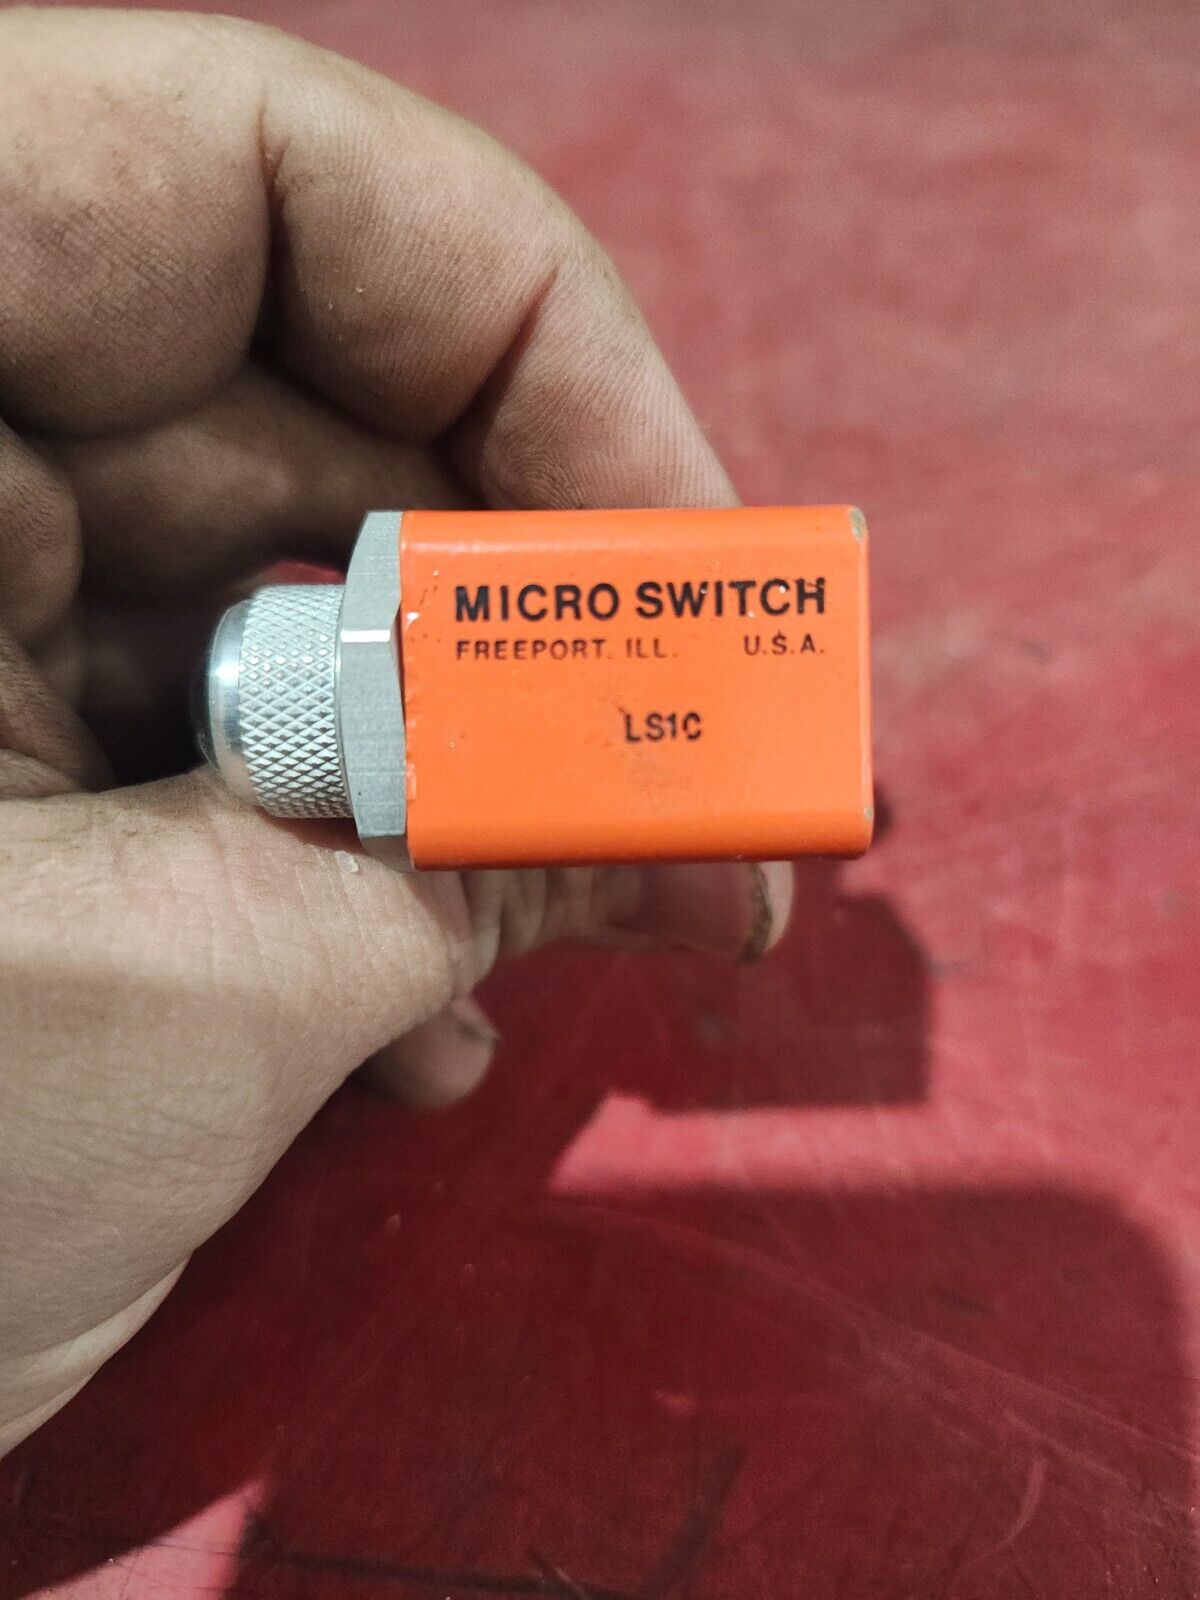 MICRO SWITCH
FREEPORT. ILL. U.S.A.
LS1C